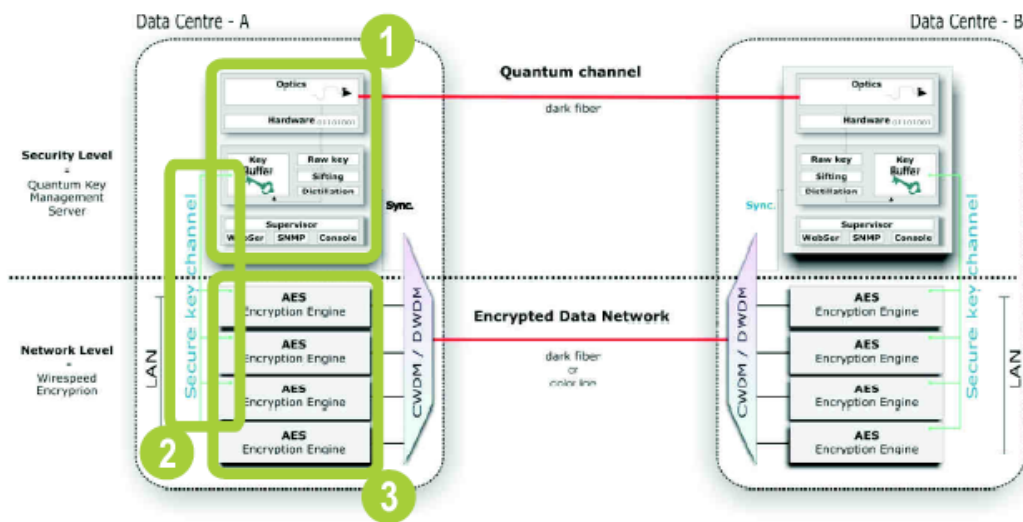 Data Centre - A
Data Centre - B
1
Quantum channel
dark fiber
Optics
Hardware 01101001
Key
Buffer
Raw key
Sifting
Distillation
Supervisor
WebSer SNMP Console
Security Level
=
Quantum Key
Management
Server
Secure key channel
Sync.
Optics
Hardware 01101001
Raw key
Sifting
Distillation
Key
Buffer
Supervisor
WebSer SNMP Console
Sync.
Network Level
=
Wirespeed
Encryprion
LAN
AES
Encryption Engine
AES
Encryption Engine
AES
Encryption Engine
AES
Encryption Engine
CWDM / DWDM
Encrypted Data Network
dark fiber
or
CWDM / DWDM
AES
Encryption Engine
AES
Encryption Engine
AES
Encryption Engine
AES
Encryption Engine
Secure key channel
LAN
2
3